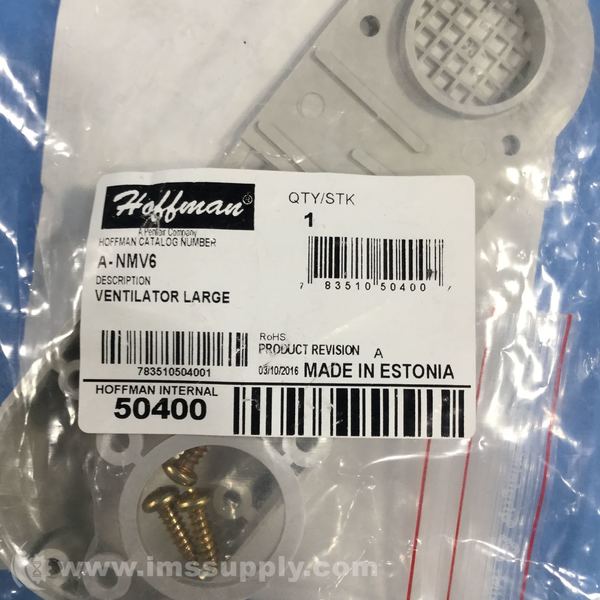 Hoffman®
A Pentair Company
HOFFMAN CATALOG NUMBER
A-NMV6
DESCRIPTION
VENTILATOR LARGE
QTY/STK
1
7 83510 50400 7
783510504001
RoHS
PRODUCT REVISION A
03/10/2016 MADE IN ESTONIA
HOFFMAN INTERNAL
50400
www.imssupply.com